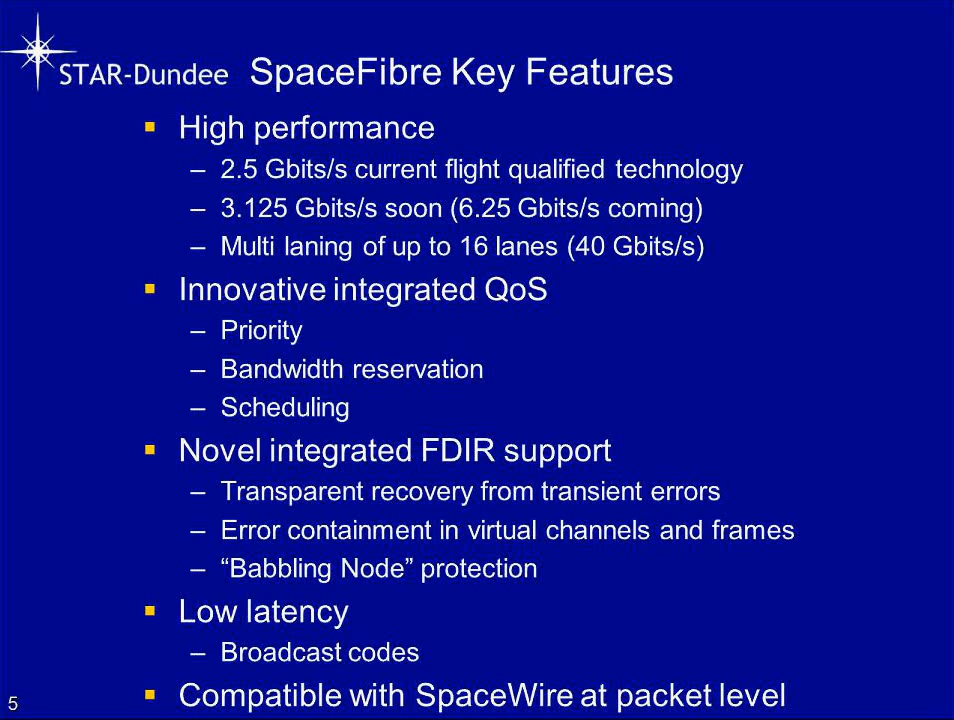 STAR-Dundee SpaceFibre Key Features
▪ High performance
– 2.5 Gbits/s current flight qualified technology
– 3.125 Gbits/s soon (6.25 Gbits/s coming)
– Multi laning of up to 16 lanes (40 Gbits/s)
▪ Innovative integrated QoS
– Priority
– Bandwidth reservation
– Scheduling
▪ Novel integrated FDIR support
– Transparent recovery from transient errors
– Error containment in virtual channels and frames
– “Babbling Node” protection
▪ Low latency
– Broadcast codes
▪ Compatible with SpaceWire at packet level
5